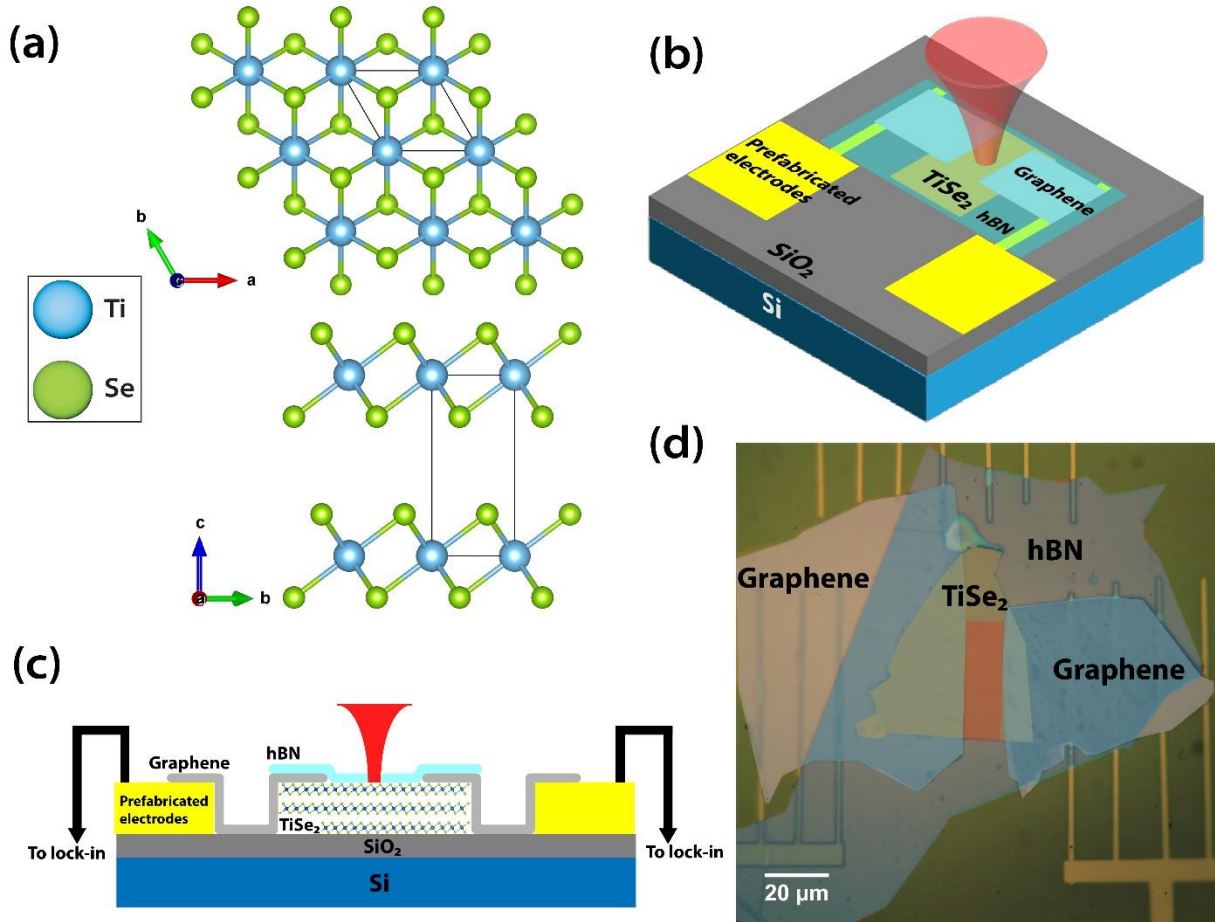 (a)
b
c
a
Ti
Se
c
a
b
(b)
Prefabricated
electrodes
TiSe₂
Graphene
hBN
SiO₂
Si
(c)
Graphene
hBN
Prefabricated
electrodes
TiSe₂
To lock-in
SiO₂
To lock-in
Si
(d)
hBN
Graphene
TiSe₂
Graphene
20 μm